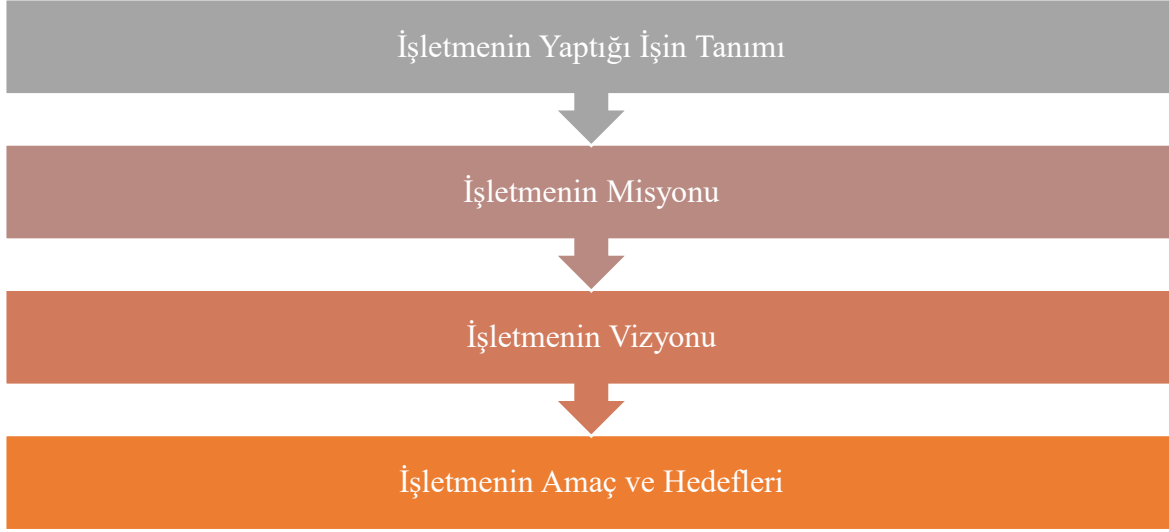 İşletmenin Yaptığı İşin Tanımı
İşletmenin Misyonu
İşletmenin Vizyonu
İşletmenin Amaç ve Hedefleri